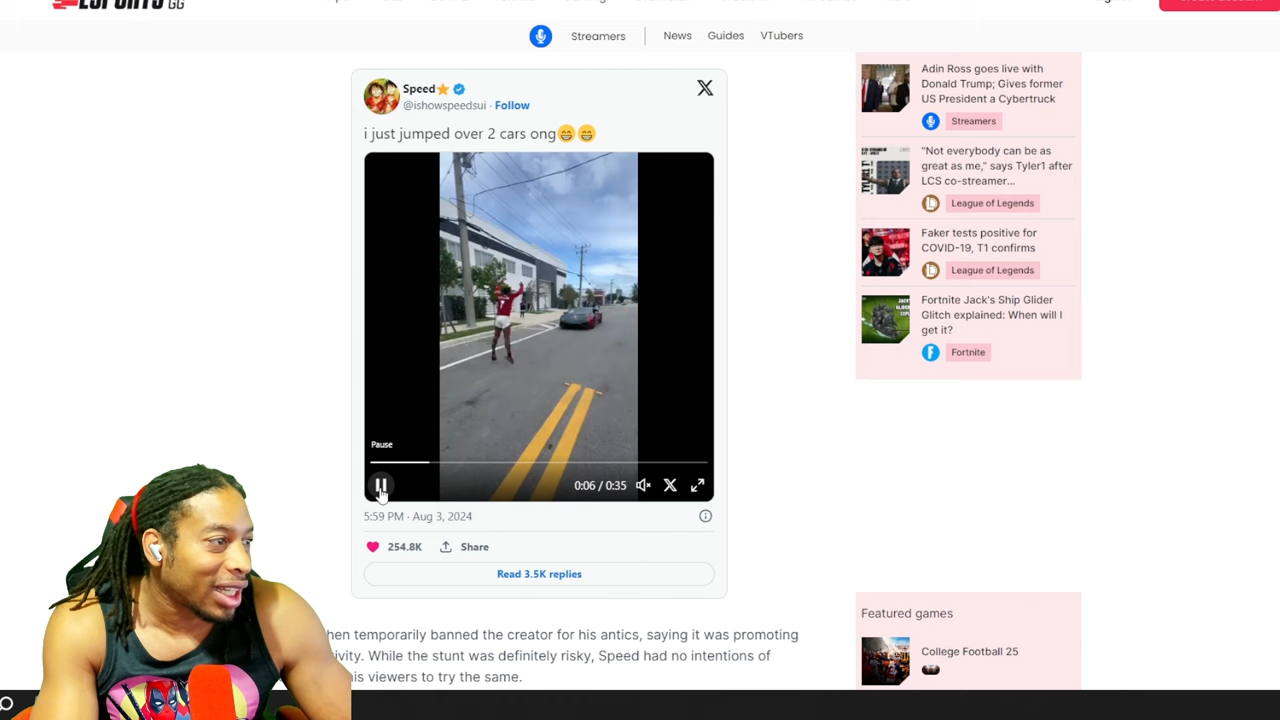 ESPORTS GG
Streamers
News
Guides
VTubers
Speed
@ishowspeedsui · Follow
i just jumped over 2 cars ong😁😁
Pause
0:06 / 0:35
5:59 PM · Aug 3, 2024
254.8K
Share
Read 3.5K replies
hen temporarily banned the creator for his antics, saying it was promoting
ivity. While the stunt was definitely risky, Speed had no intentions of
his viewers to try the same.
Adin Ross goes live with
Donald Trump; Gives former
US President a Cybertruck
Streamers
"Not everybody can be as
great as me," says Tyler1 after
LCS co-streamer...
League of Legends
Faker tests positive for
COVID-19, T1 confirms
League of Legends
Fortnite Jack's Ship Glider
Glitch explained: When will I
get it?
Fortnite
Featured games
College Football 25